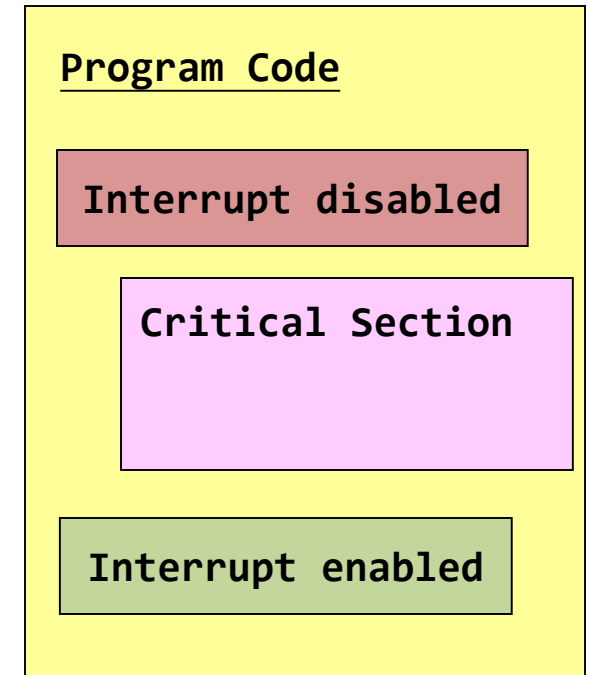 Program Code
Interrupt disabled
Critical Section
Interrupt enabled